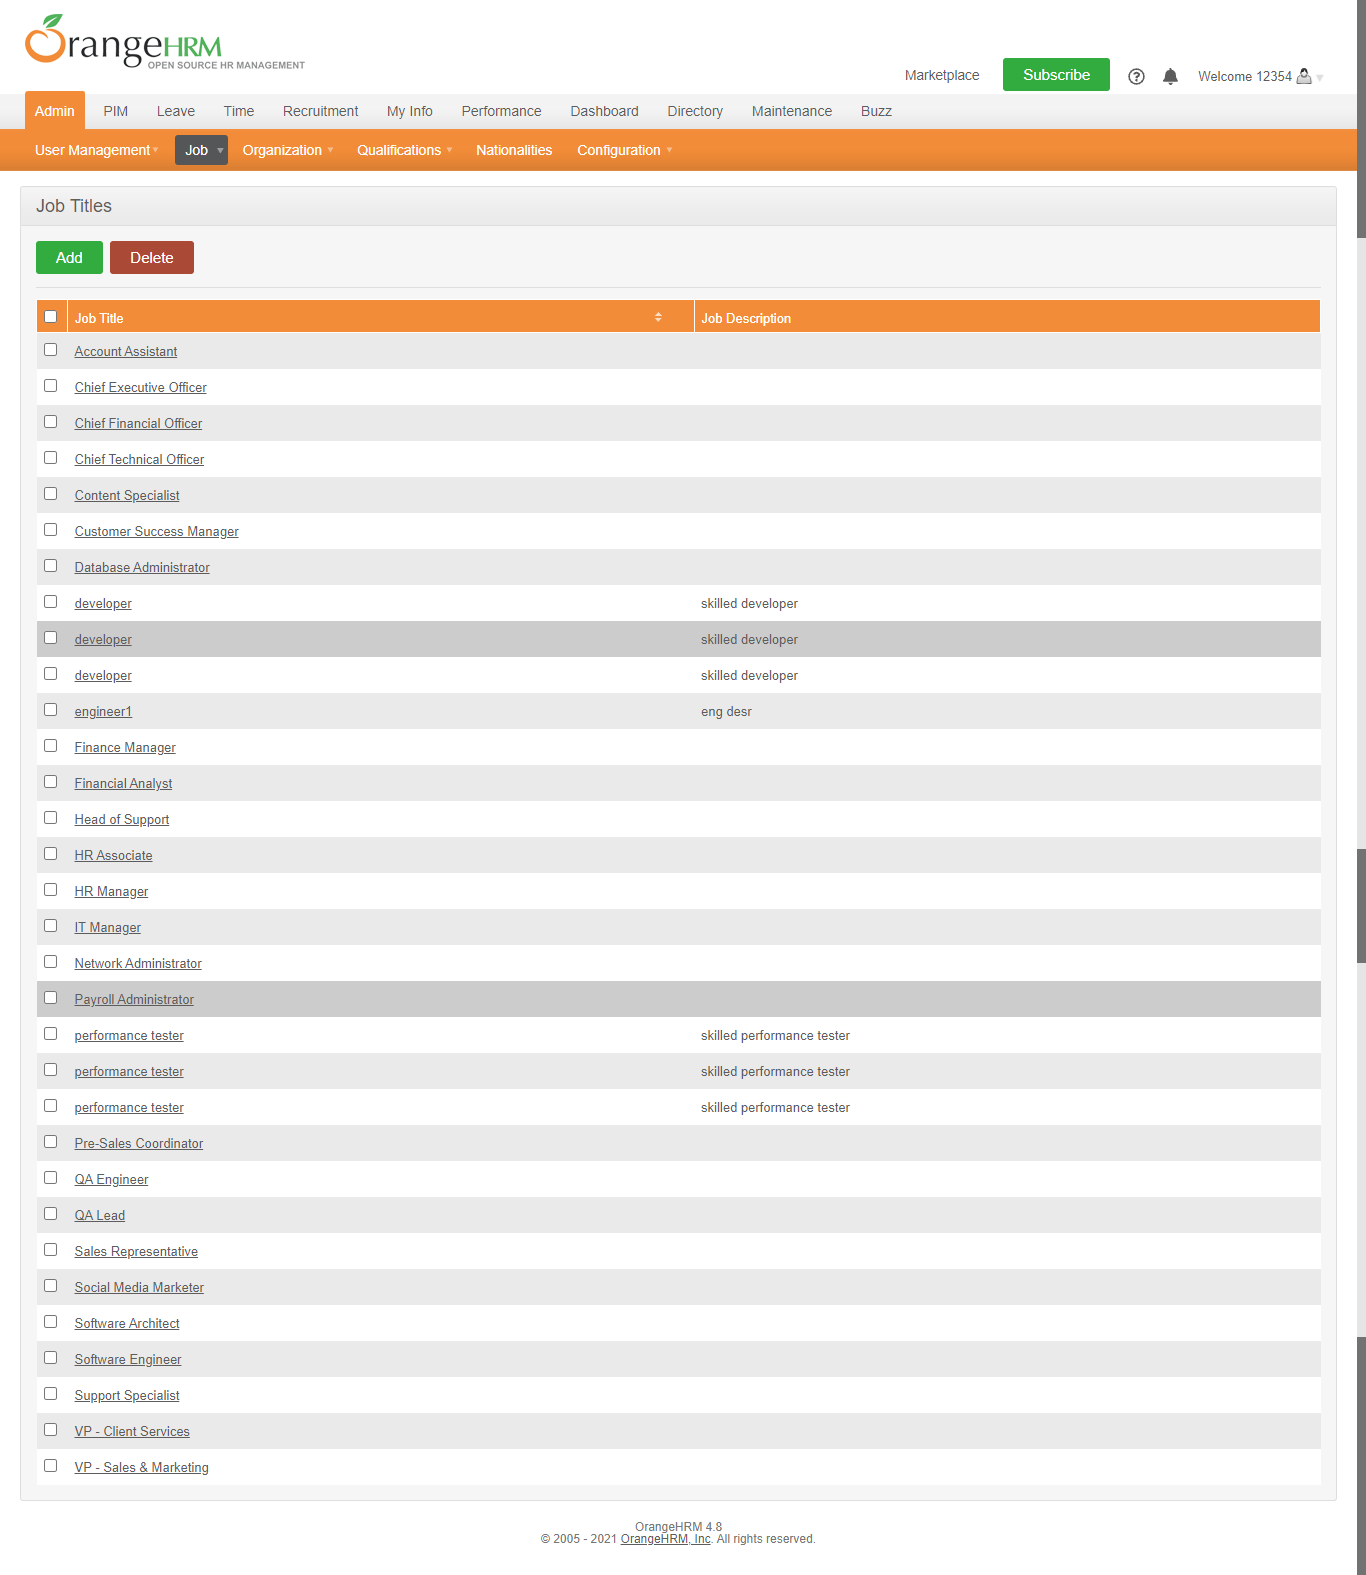 OrangeHRM
OPEN SOURCE HR MANAGEMENT
Marketplace Subscribe Welcome 12354
Admin PIM Leave Time Recruitment My Info Performance Dashboard Directory Maintenance Buzz
User Management Job Organization Qualifications Nationalities Configuration
Job Titles
Add Delete
Job Title Job Description
Account Assistant
Chief Executive Officer
Chief Financial Officer
Chief Technical Officer
Content Specialist
Customer Success Manager
Database Administrator
developer skilled developer
developer skilled developer
developer skilled developer
engineer1 eng desr
Finance Manager
Financial Analyst
Head of Support
HR Associate
HR Manager
IT Manager
Network Administrator
Payroll Administrator
performance tester skilled performance tester
performance tester skilled performance tester
performance tester skilled performance tester
Pre-Sales Coordinator
QA Engineer
QA Lead
Sales Representative
Social Media Marketer
Software Architect
Software Engineer
Support Specialist
VP - Client Services
VP - Sales & Marketing
OrangeHRM 4.8
© 2005 - 2021 OrangeHRM, Inc. All rights reserved.